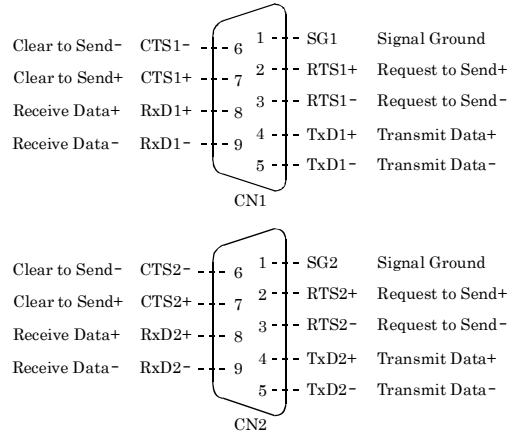 1 SG1 Signal Ground
Clear to Send- CTS1- 6
2 RTS1+ Request to Send+
Clear to Send+ CTS1+ 7
3 RTS1- Request to Send-
Receive Data+ RxD1+ 8
4 TxD1+ Transmit Data+
Receive Data- RxD1- 9
5 TxD1- Transmit Data-
CN1
1 SG2 Signal Ground
Clear to Send- CTS2- 6
2 RTS2+ Request to Send+
Clear to Send+ CTS2+ 7
3 RTS2- Request to Send-
Receive Data+ RxD2+ 8
4 TxD2+ Transmit Data+
Receive Data- RxD2- 9
5 TxD2- Transmit Data-
CN2